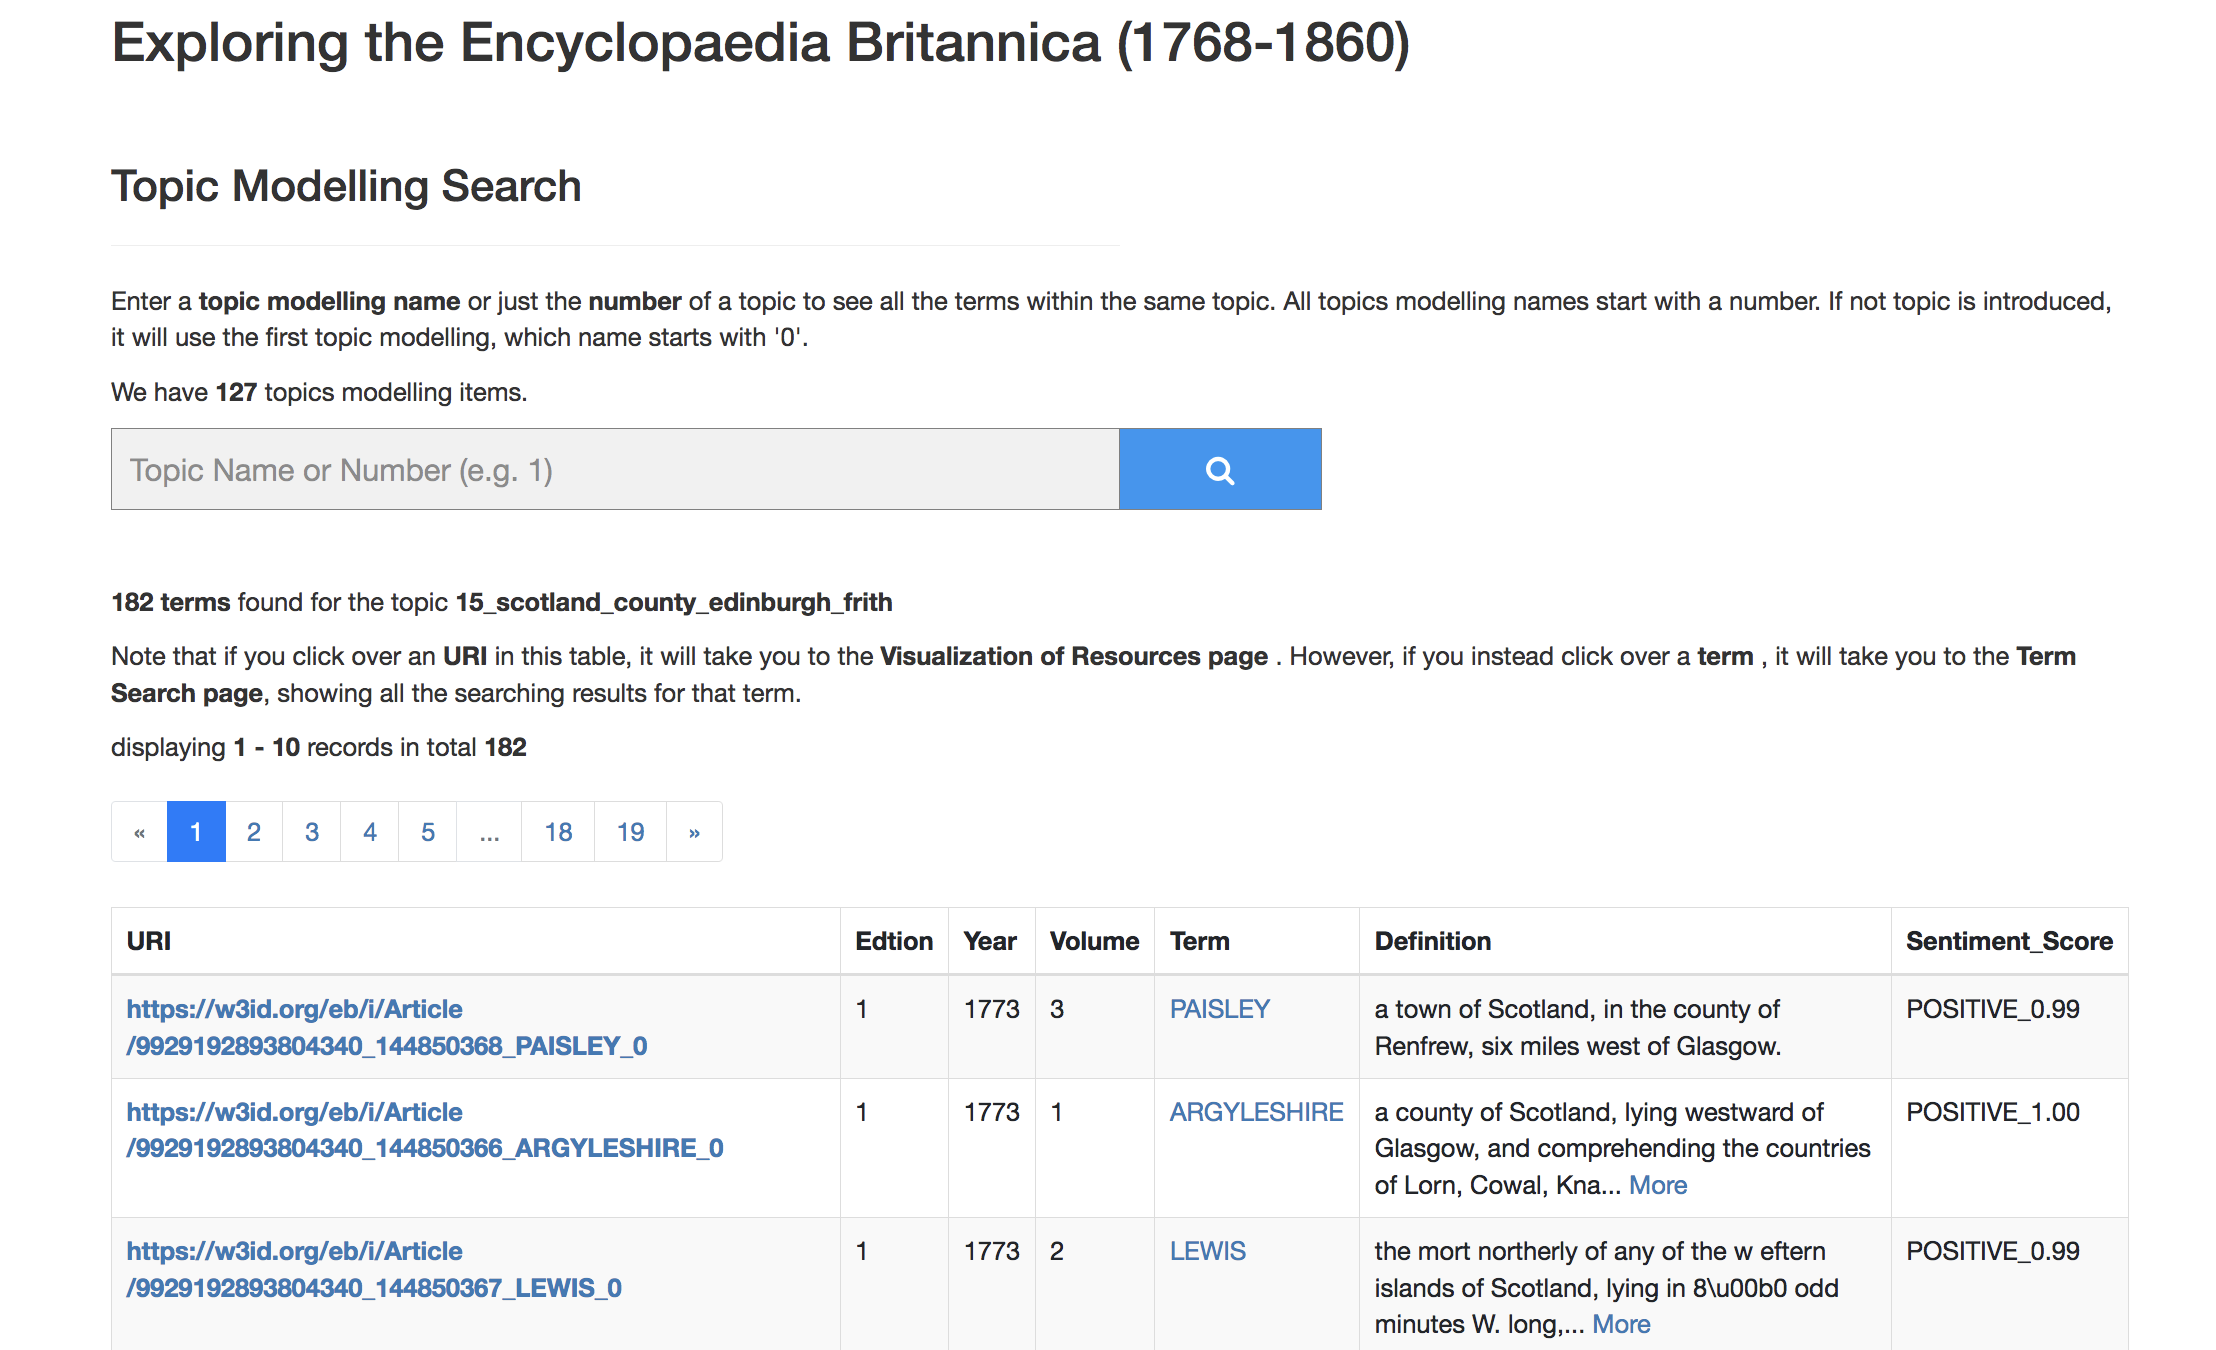 Exploring the Encyclopaedia Britannica (1768-1860)
Topic Modelling Search
Enter a topic modelling name or just the number of a topic to see all the terms within the same topic. All topics modelling names start with a number. If not topic is introduced,
it will use the first topic modelling, which name starts with '0'.
We have 127 topics modelling items.
Topic Name or Number (e.g. 1)
182 terms found for the topic 15_scotland_county_edinburgh_frith
Note that if you click over an URI in this table, it will take you to the Visualization of Resources page . However, if you instead click over a term , it will take you to the Term
Search page, showing all the searching results for that term.
displaying 1 - 10 records in total 182
« 1 2 3 4 5 ... 18 19 »
URI Edtion Year Volume Term Definition Sentiment_Score
https://w3id.org/eb/i/Article 1 1773 3 PAISLEY a town of Scotland, in the county of POSITIVE_0.99
/9929192893804340_144850368_PAISLEY_0 Renfrew, six miles west of Glasgow.
https://w3id.org/eb/i/Article 1 1773 1 ARGYLESHIRE a county of Scotland, lying westward of POSITIVE_1.00
/9929192893804340_144850366_ARGYLESHIRE_0 Glasgow, and comprehending the countries
of Lorn, Cowal, Kna... More
https://w3id.org/eb/i/Article 1 1773 2 LEWIS the mort northerly of any of the w eftern POSITIVE_0.99
/9929192893804340_144850367_LEWIS_0 islands of Scotland, lying in 8\u00b0 odd
minutes W. long,... More